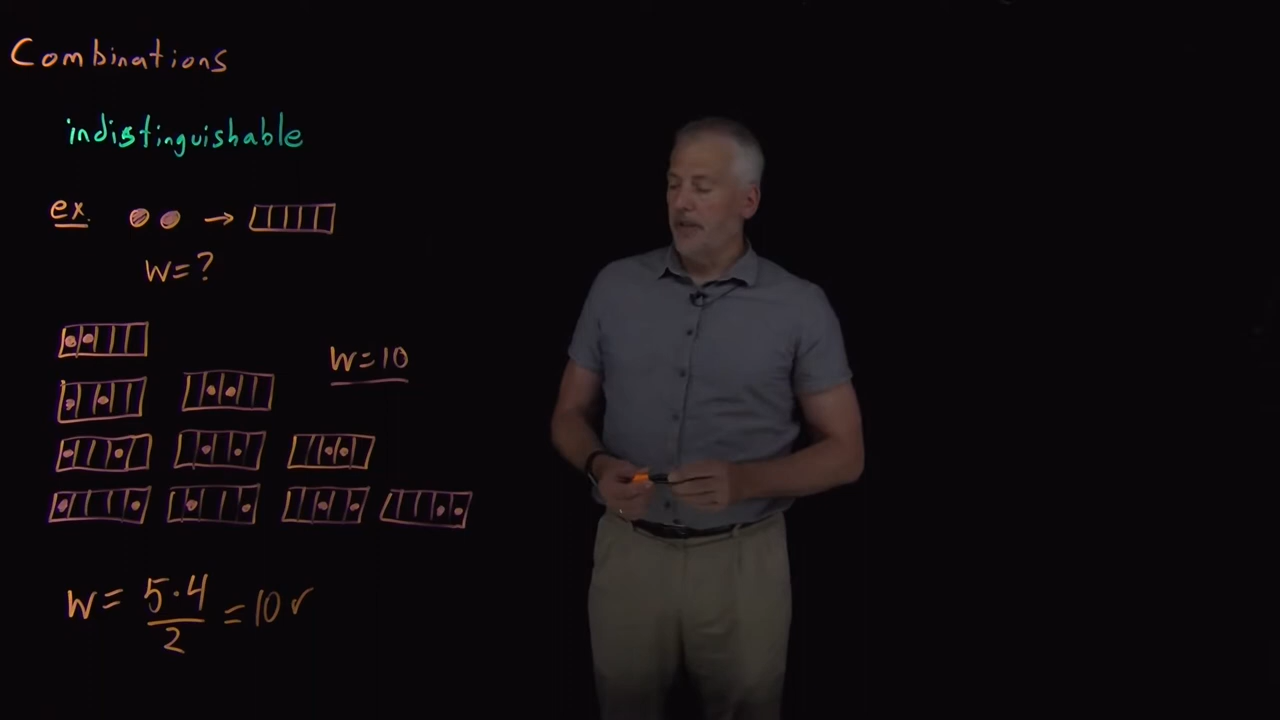 Combinations
indistinguishable
ex. →
W = ?
W = 10
W = 5·4 / 2 = 10 ✓